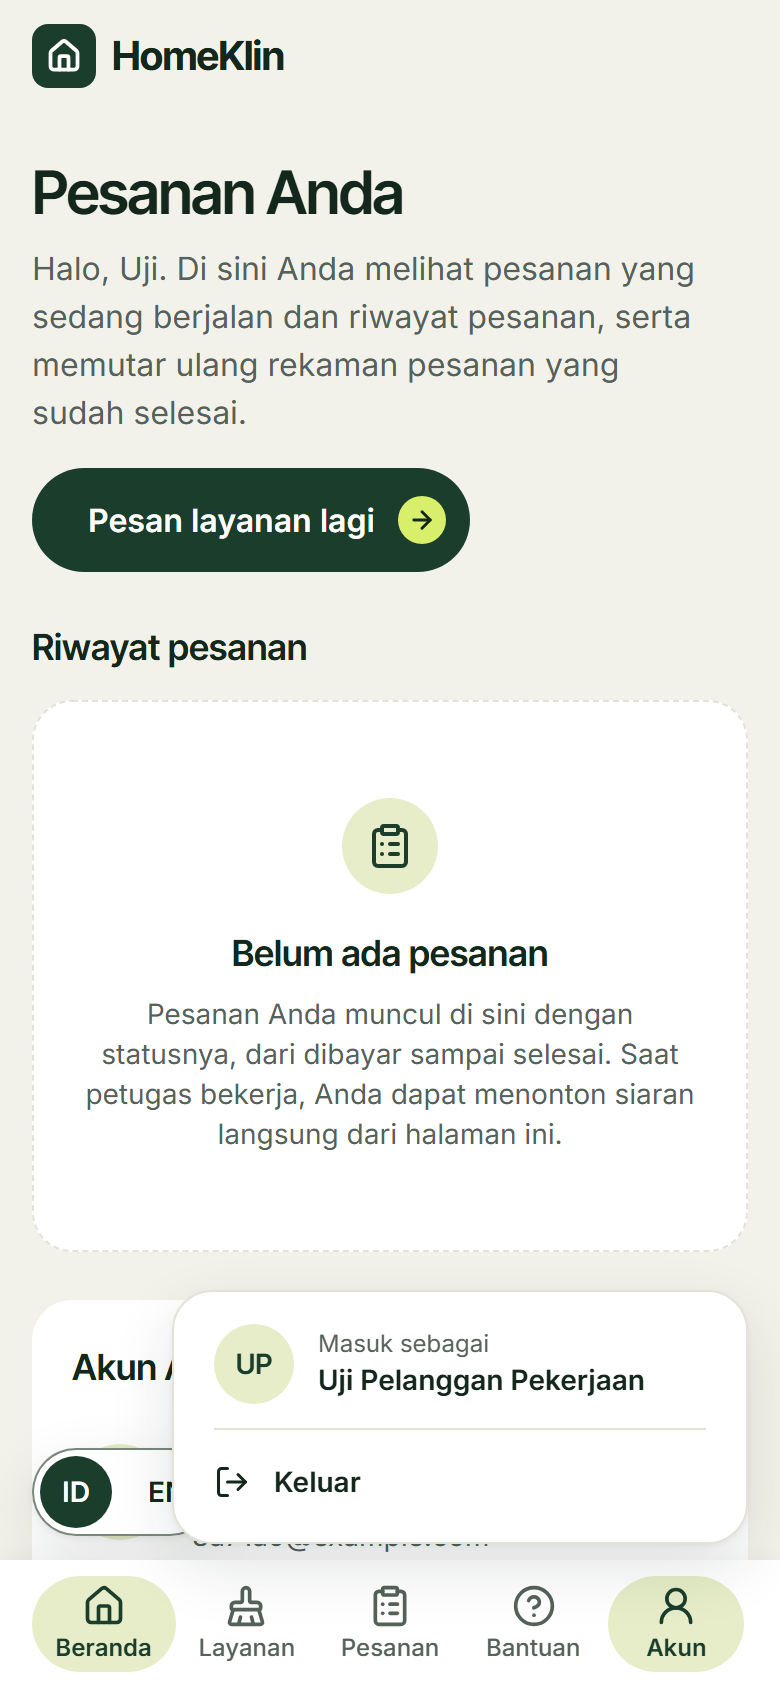 HomeKlin
Pesanan Anda
Halo, Uji. Di sini Anda melihat pesanan yang
sedang berjalan dan riwayat pesanan, serta
memutar ulang rekaman pesanan yang
sudah selesai.
Pesan layanan lagi
Riwayat pesanan
Belum ada pesanan
Pesanan Anda muncul di sini dengan
statusnya, dari dibayar sampai selesai. Saat
petugas bekerja, Anda dapat menonton siaran
langsung dari halaman ini.
Akun
UP
Masuk sebagai
Uji Pelanggan Pekerjaan
ID
Keluar
Beranda
Layanan
Pesanan
Bantuan
Akun